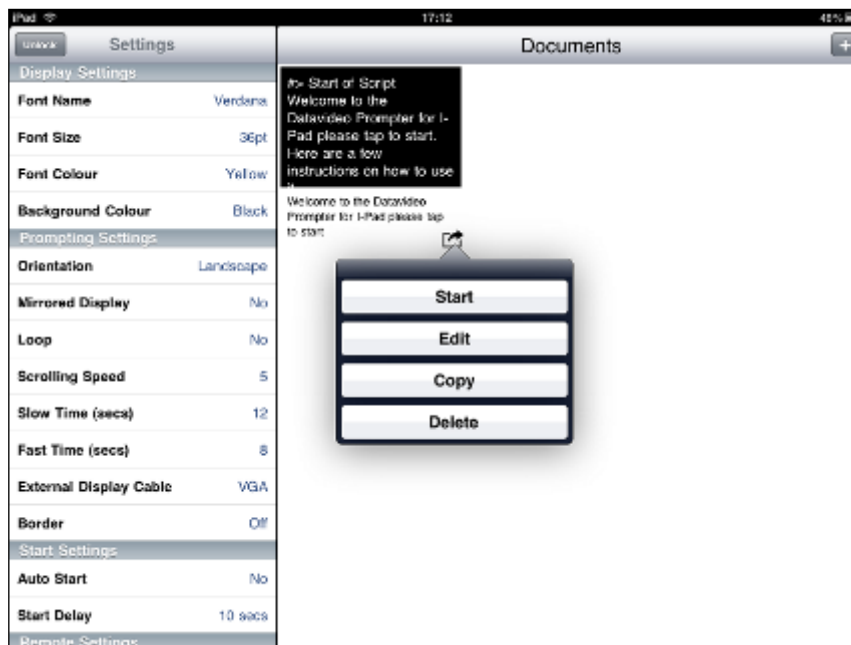 iPad 17:12 48%
Unlock Settings Documents +
Display Settings
Font Name Verdana
Font Size 36pt
Font Colour Yellow
Background Colour Black
Prompting Settings
Orientation Landscape
Mirrored Display No
Loop No
Scrolling Speed 5
Slow Time (secs) 12
Fast Time (secs) 8
External Display Cable VGA
Border Off
Start Settings
Auto Start No
Start Delay 10 secs
Remote Settings
#> Start of Script
Welcome to the
Datavideo Prompter for I-
Pad please tap to start.
Here are a few
instructions on how to use
Welcome to the Datavideo
Prompter for I-Pad please tap
to start
Start
Edit
Copy
Delete